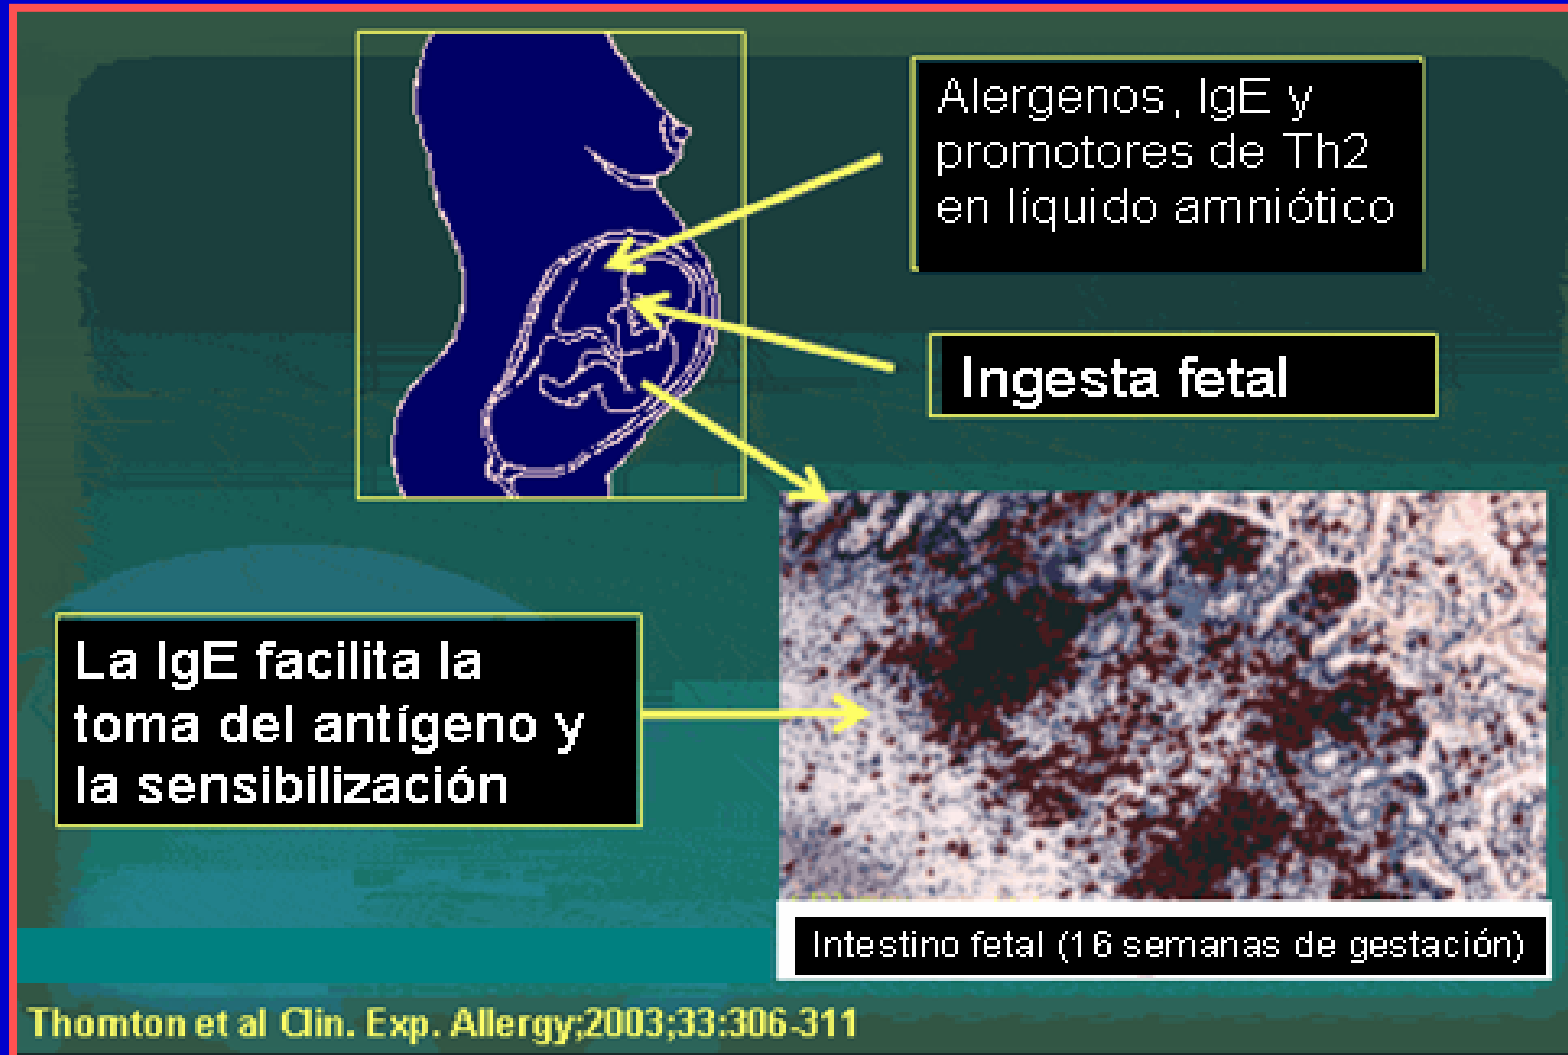 Alergenos, IgE y
promotores de Th2
en líquido amniótico
Ingesta fetal
La IgE facilita la
toma del antígeno y
la sensibilización
Intestino fetal (16 semanas de gestación)
Thornton et al Clin. Exp. Allergy;2003;33:306-311